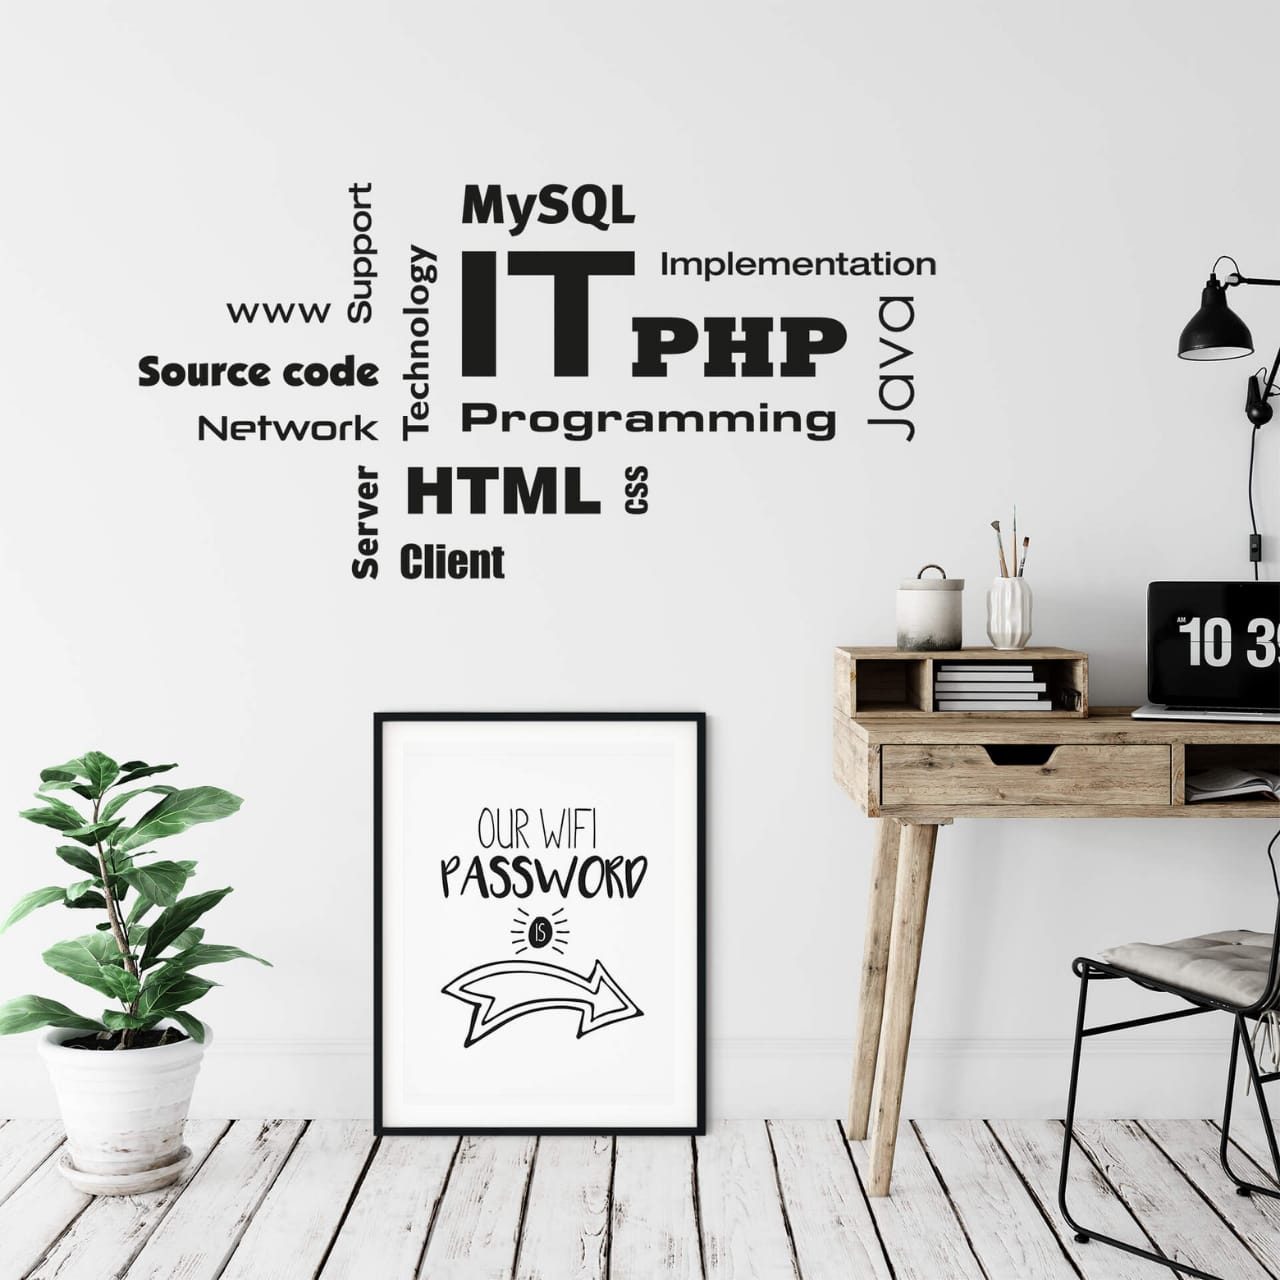 MySQL
Support
Technology
IT
Implementation
www
PHP
Java
Source code
Programming
Network
Server
HTML
CSS
Client
AM
10 39
OUR WIFI
PASSWORD
IS